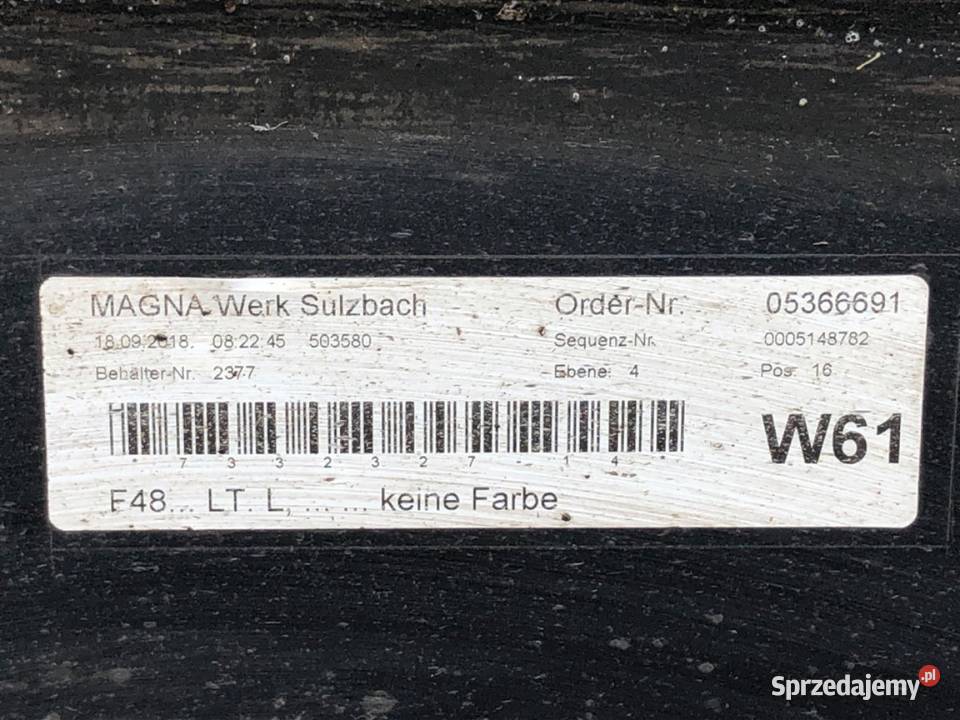 MAGNA Werk Sulzbach Order-Nr. 05366691
18.09.2018. 08:22:45 503580 Sequenz-Nr. 0005148782
Behälter-Nr. 2377 Ebene: 4 Pos: 16
* 7 3 3 2 3 2 7 - 1 4 *
W61
F48... LT. L, ... ... keine Farbe
Sprzedajemy.pl